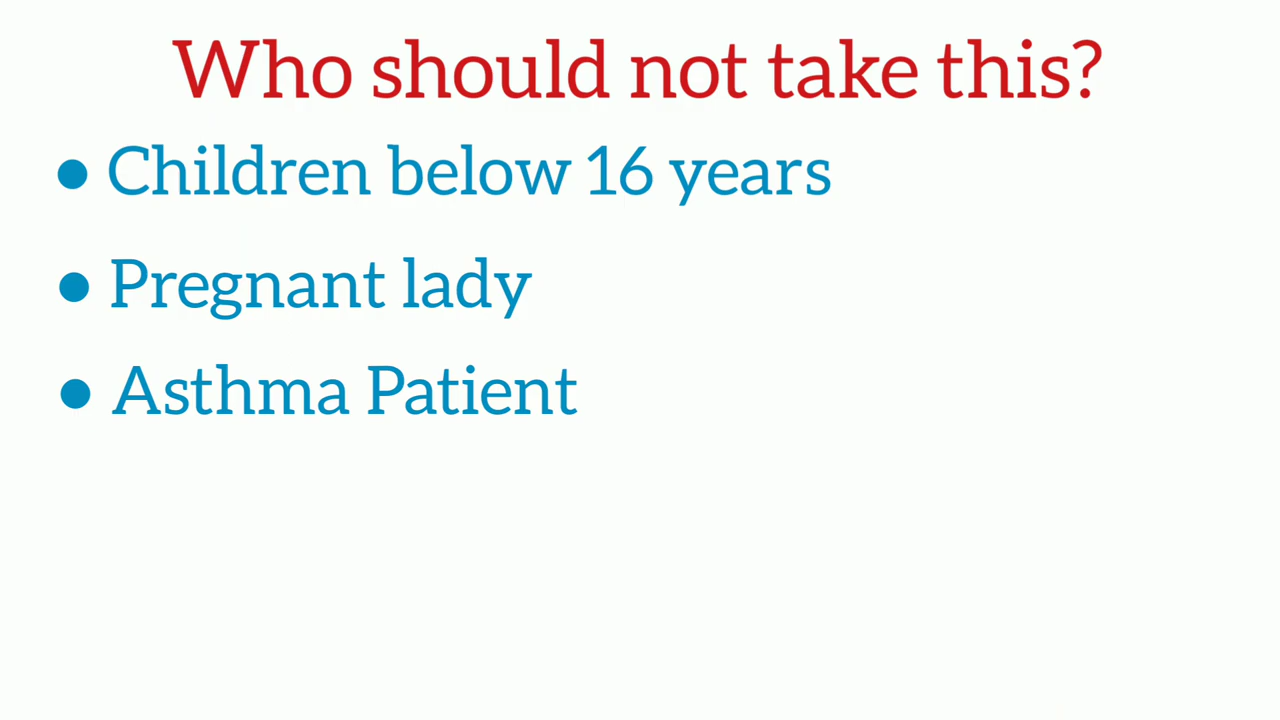 Who should not take this?
• Children below 16 years
• Pregnant lady
• Asthma Patient